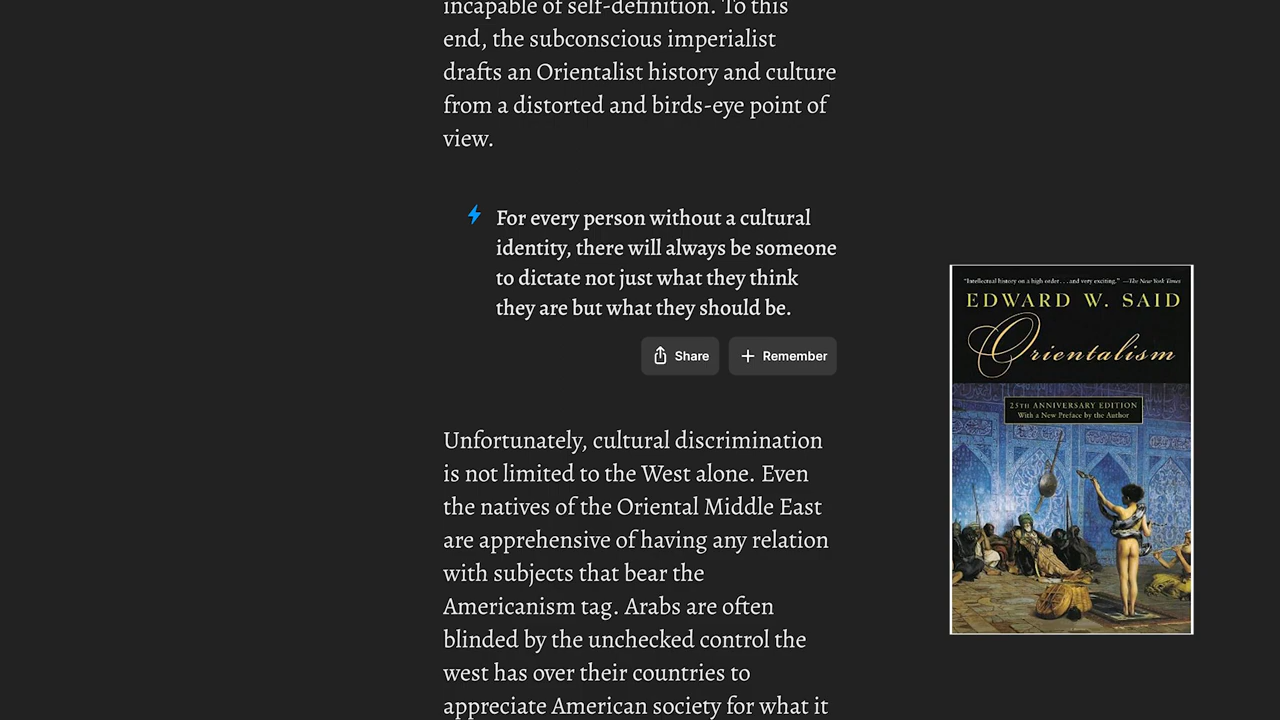 incapable of self-definition. To this
end, the subconscious imperialist
drafts an Orientalist history and culture
from a distorted and birds-eye point of
view.
For every person without a cultural
identity, there will always be someone
to dictate not just what they think
they are but what they should be.
Share
Remember
Unfortunately, cultural discrimination
is not limited to the West alone. Even
the natives of the Oriental Middle East
are apprehensive of having any relation
with subjects that bear the
Americanism tag. Arabs are often
blinded by the unchecked control the
west has over their countries to
appreciate American society for what it
"Intellectual history on a high order . . . and very exciting." —The New York Times
EDWARD W. SAID
Orientalism
25TH ANNIVERSARY EDITION
With a New Preface by the Author